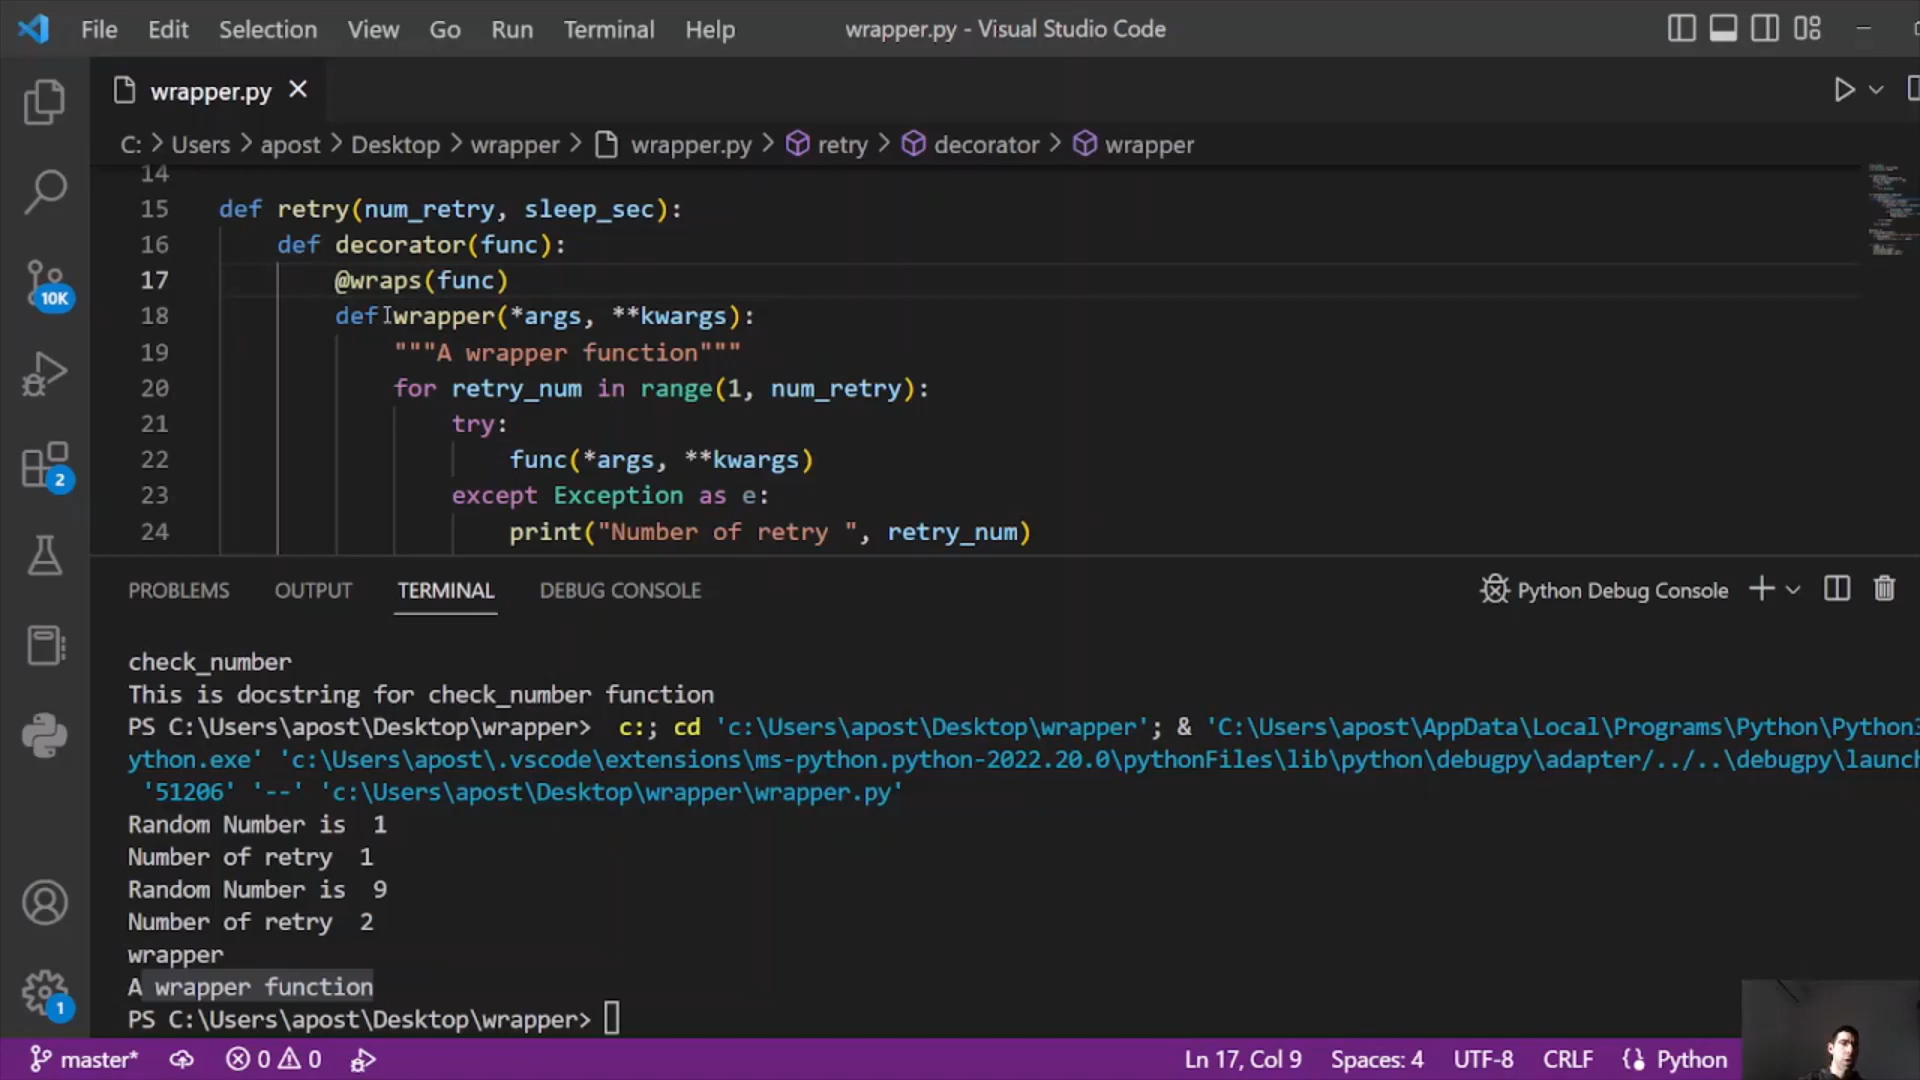 File Edit Selection View Go Run Terminal Help wrapper.py - Visual Studio Code
wrapper.py
C: > Users > apost > Desktop > wrapper > wrapper.py > retry > decorator > wrapper
14
15 def retry(num_retry, sleep_sec):
16 def decorator(func):
17 @wraps(func)
18 def wrapper(*args, **kwargs):
19 """A wrapper function"""
20 for retry_num in range(1, num_retry):
21 try:
22 func(*args, **kwargs)
23 except Exception as e:
24 print("Number of retry ", retry_num)
10K
2
1
PROBLEMS OUTPUT TERMINAL DEBUG CONSOLE Python Debug Console
check_number
This is docstring for check_number function
PS C:\Users\apost\Desktop\wrapper> c:; cd 'c:\Users\apost\Desktop\wrapper'; & 'C:\Users\apost\AppData\Local\Programs\Python\Python3
ython.exe' 'c:\Users\apost\.vscode\extensions\ms-python.python-2022.20.0\pythonFiles\lib\python\debugpy\adapter/../..\debugpy\launch
'51206' '--' 'c:\Users\apost\Desktop\wrapper\wrapper.py'
Random Number is 1
Number of retry 1
Random Number is 9
Number of retry 2
wrapper
A wrapper function
PS C:\Users\apost\Desktop\wrapper>
master* 0 0 Ln 17, Col 9 Spaces: 4 UTF-8 CRLF Python